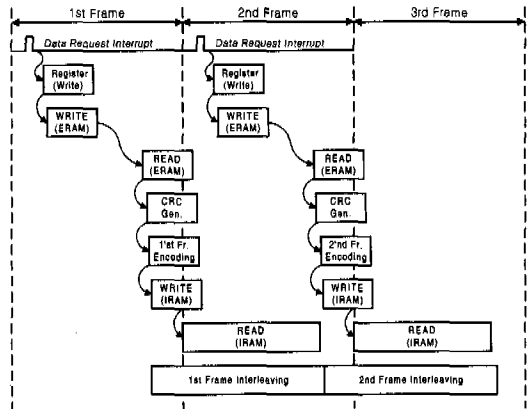 1st Frame 2nd Frame 3rd Frame
Data Request Interrupt Data Request Interrupt
Register Register
(Write) (Write)
WRITE WRITE
(ERAM) (ERAM)
READ READ
(ERAM) (ERAM)
CRC CRC
Gen. Gen.
1'st Fr. 2'nd Fr.
Encoding Encoding
WRITE WRITE
(IRAM) (IRAM)
READ READ
(IRAM) (IRAM)
1st Frame Interleaving 2nd Frame Interleaving